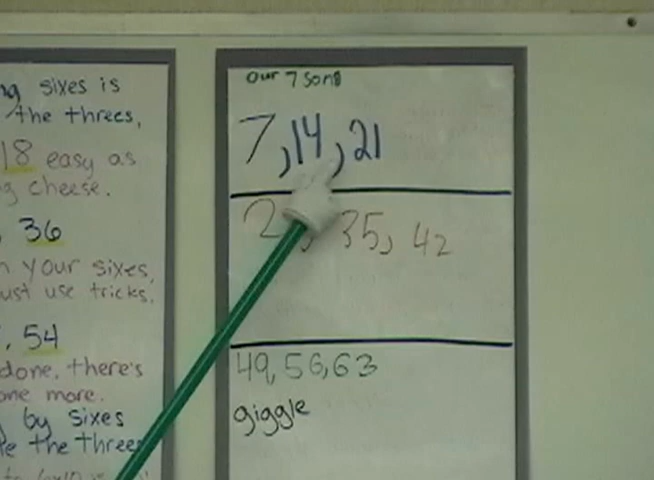 sixes is
the threes,
18 easy as
cheese.
, 36
your sixes,
ust use tricks,
, 54
done, there's
one more.
by sixes
the three
Our 7 song
7, 14, 21
2 , 35, 42
49, 56, 63
giggle